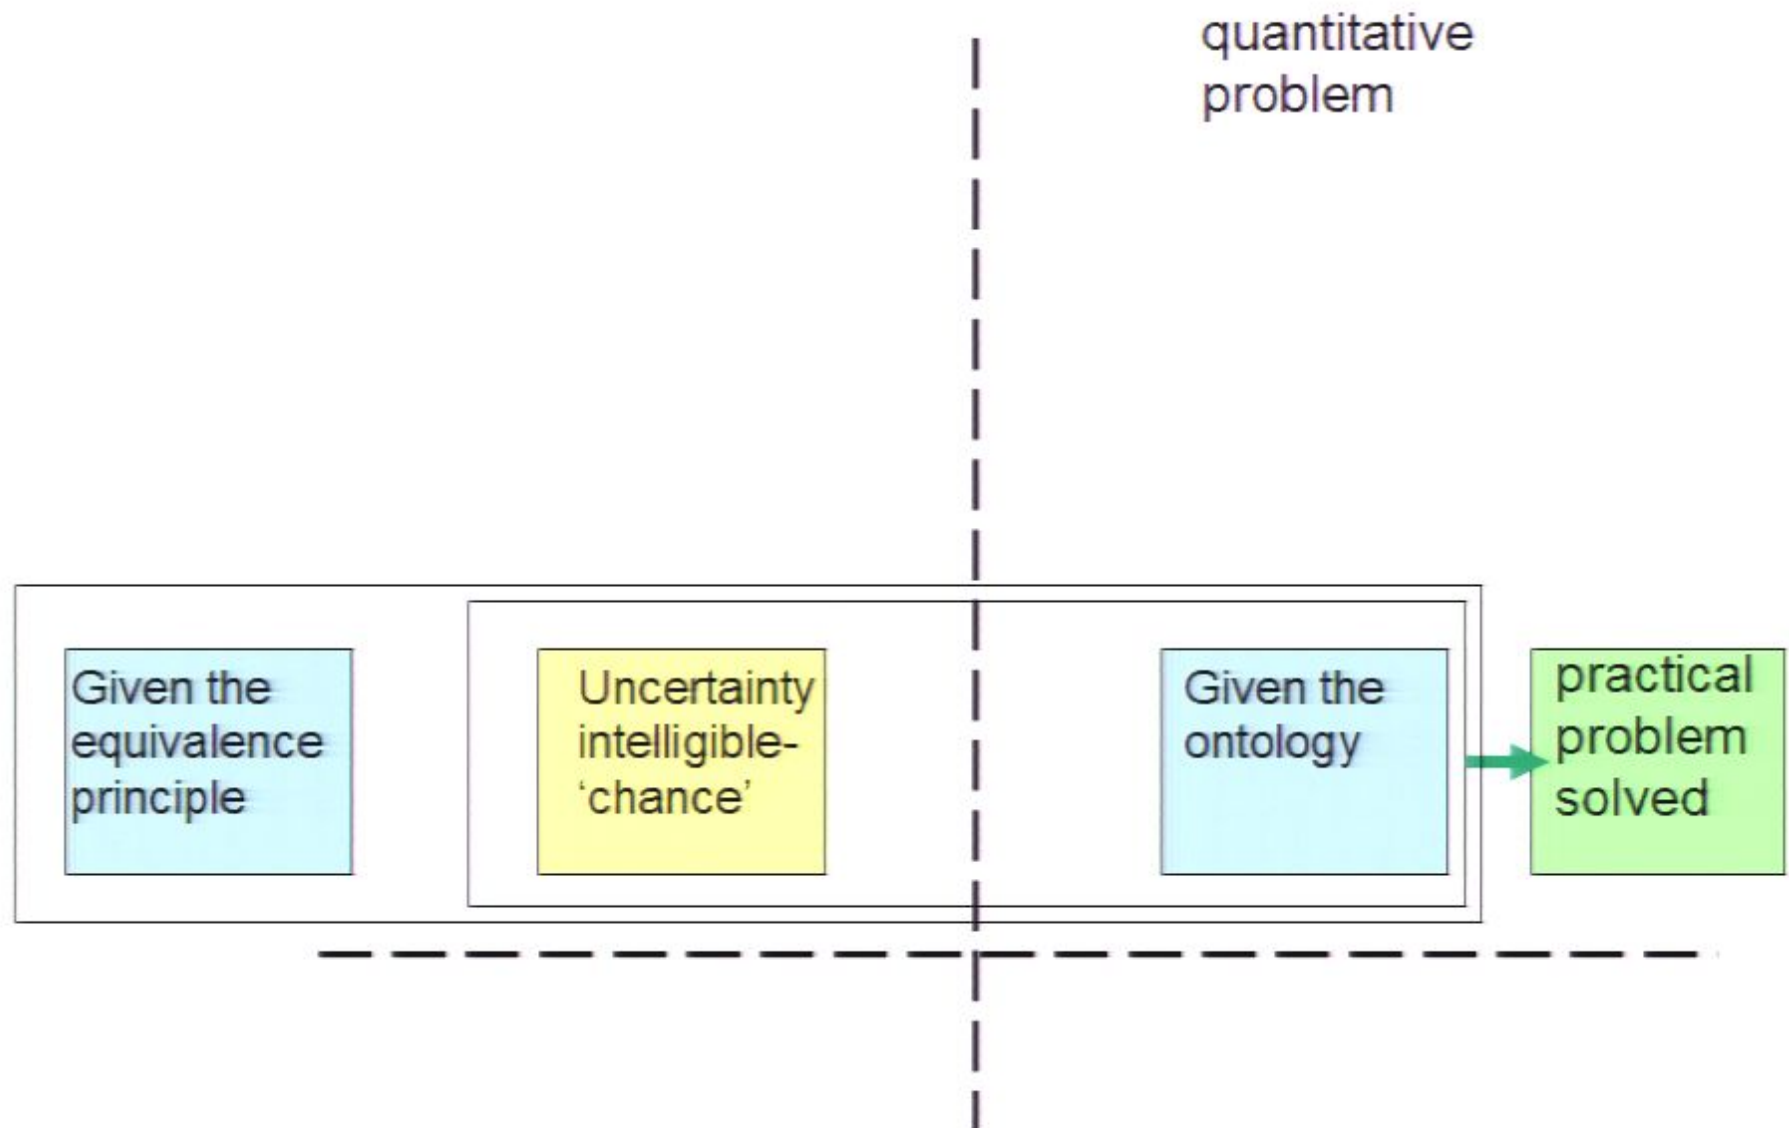 quantitative
problem
Given the
equivalence
principle
Uncertainty
intelligible-
‘chance’
Given the
ontology
practical
problem
solved